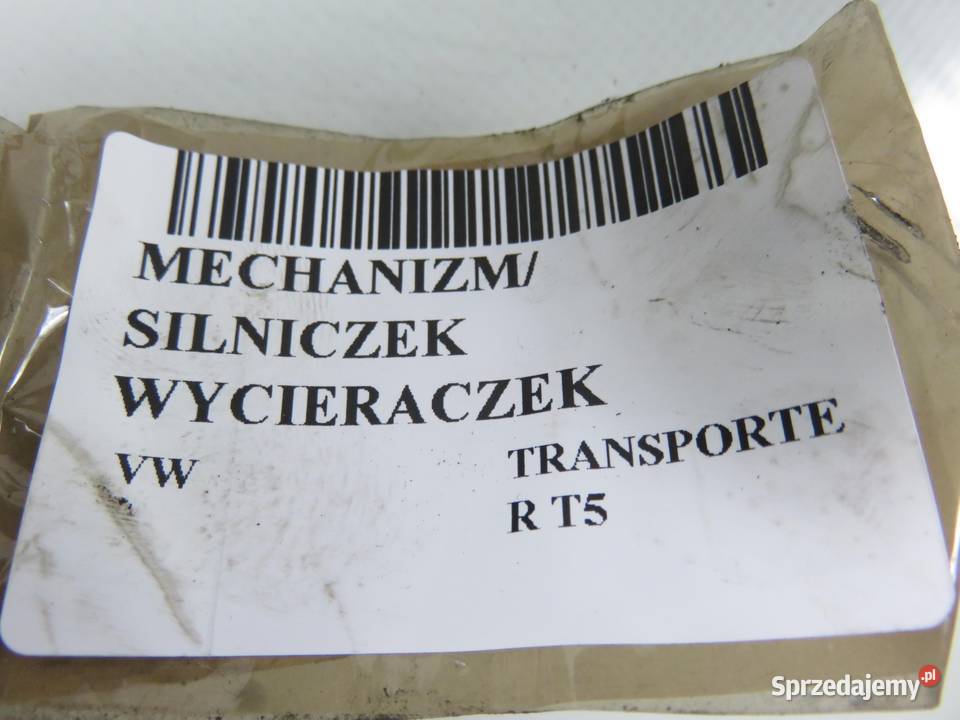 MECHANIZM/
SILNICZEK
WYCIERACZEK
VW TRANSPORTE
R T5
Sprzedajemy.pl